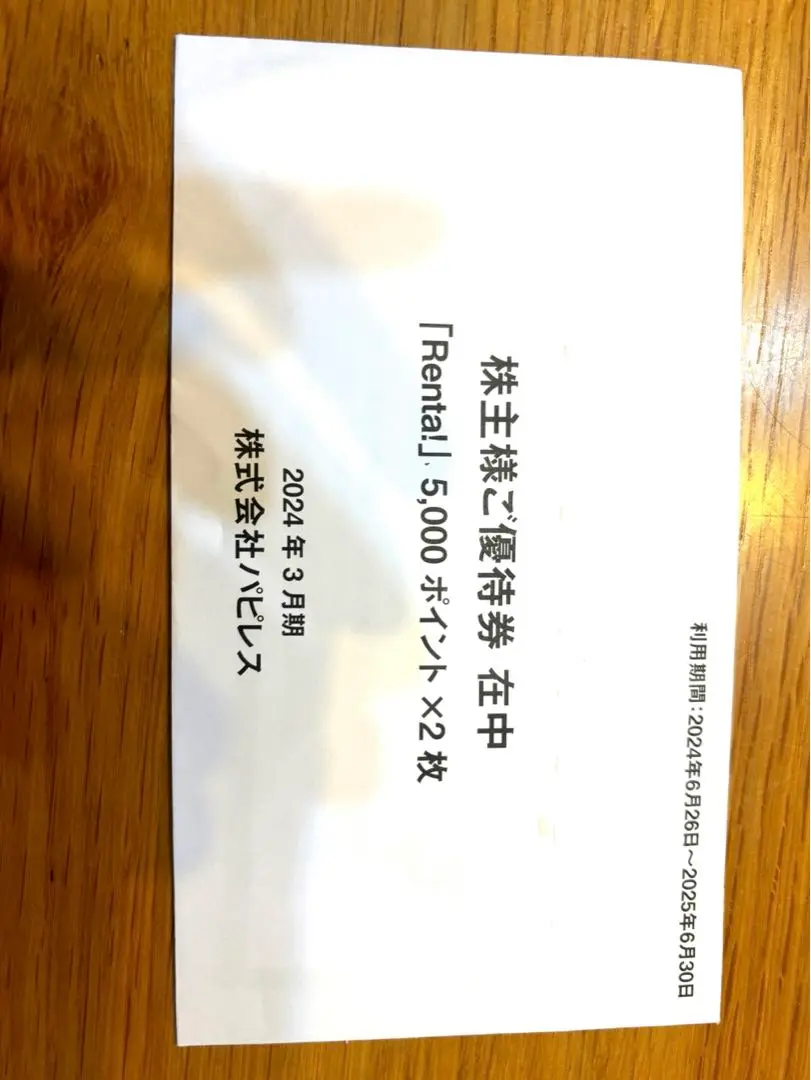 利用期間：2024年6月26日～2025年6月30日
株主様ご優待券 在中
「Renta!」 5,000 ポイント ×2 枚
2024 年 3 月期
株式会社パピレス